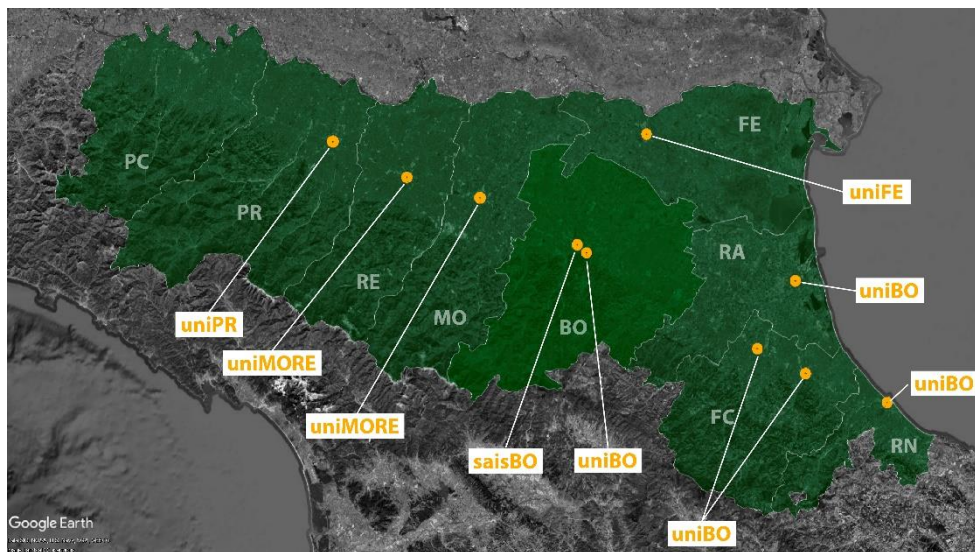 FE
PC
uniFE
PR
RA
RE
uniBO
MO
BO
uniPR
uniMORE
uniBO
FC
uniMORE
RN
saisBO
uniBO
uniBO
Google Earth